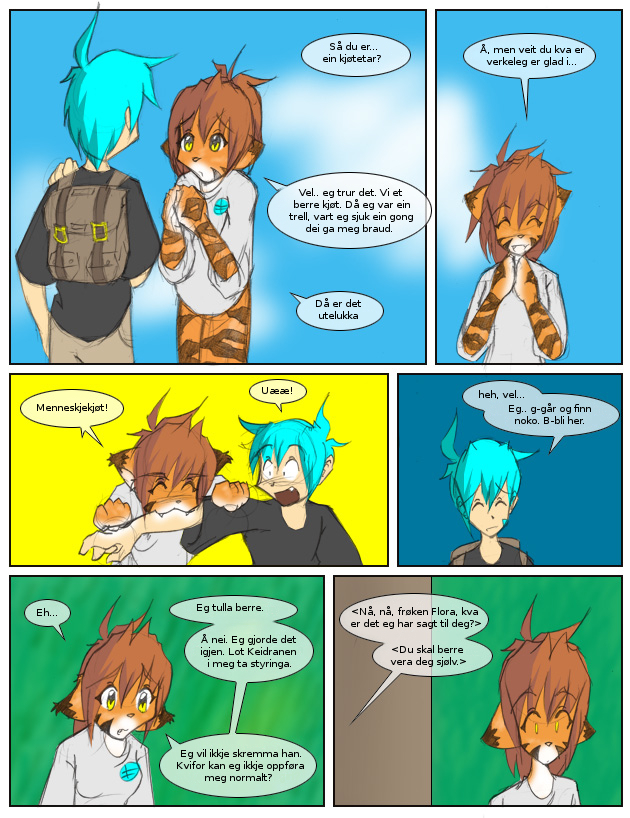 Så du er...
ein kjøtetar?
Vel.. eg trur det. Vi et
berre kjøt. Då eg var ein
trell, vart eg sjuk ein gong
dei ga meg braud.
Då er det
utelukka
Å, men veit du kva er
verkeleg er glad i...
Menneskjekjøt!
Uæææ!
heh, vel...
Eg.. g-går og finn
noko. B-bli her.
Eh...
Eg tulla berre.
Å nei. Eg gjorde det
igjen. Lot Keidranen
i meg ta styringa.
Eg vil ikkje skremma han.
Kvifor kan eg ikkje oppføra
meg normalt?
<Nå, nå, frøken Flora, kva
er det eg har sagt til deg?>
<Du skal berre
vera deg sjølv.>